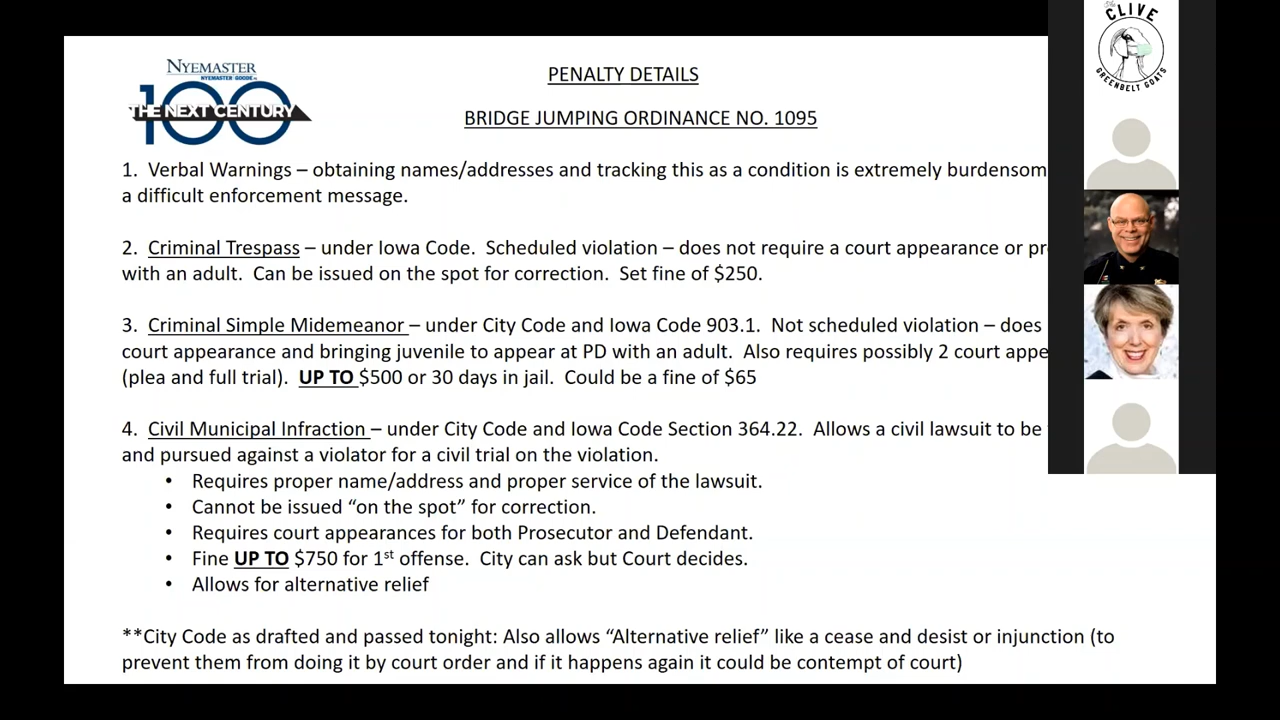 NYEMASTER
NYEMASTER GOODE PC
100
THE NEXT CENTURY
PENALTY DETAILS
BRIDGE JUMPING ORDINANCE NO. 1095
1. Verbal Warnings – obtaining names/addresses and tracking this as a condition is extremely burdensom
a difficult enforcement message.
2. Criminal Trespass – under Iowa Code. Scheduled violation – does not require a court appearance or pr
with an adult. Can be issued on the spot for correction. Set fine of $250.
3. Criminal Simple Midemeanor – under City Code and Iowa Code 903.1. Not scheduled violation – does
court appearance and bringing juvenile to appear at PD with an adult. Also requires possibly 2 court appe
(plea and full trial). UP TO $500 or 30 days in jail. Could be a fine of $65
4. Civil Municipal Infraction – under City Code and Iowa Code Section 364.22. Allows a civil lawsuit to be
and pursued against a violator for a civil trial on the violation.
• Requires proper name/address and proper service of the lawsuit.
• Cannot be issued “on the spot” for correction.
• Requires court appearances for both Prosecutor and Defendant.
• Fine UP TO $750 for 1st offense. City can ask but Court decides.
• Allows for alternative relief
**City Code as drafted and passed tonight: Also allows “Alternative relief” like a cease and desist or injunction (to
prevent them from doing it by court order and if it happens again it could be contempt of court)
The
CLIVE
GREENBELT GOATS